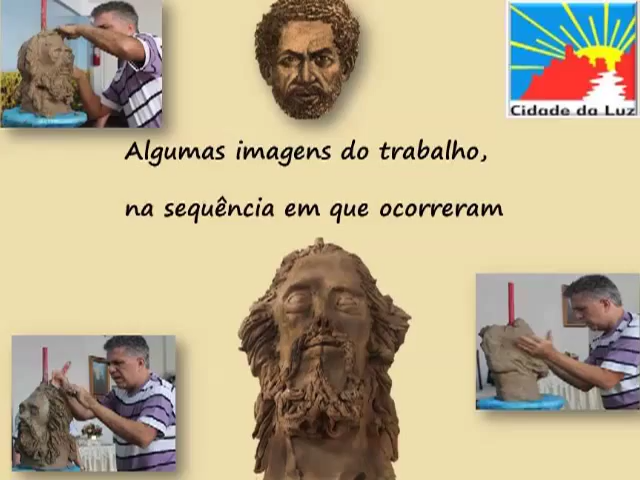 Cidade da Luz
Algumas imagens do trabalho,
na sequência em que ocorreram